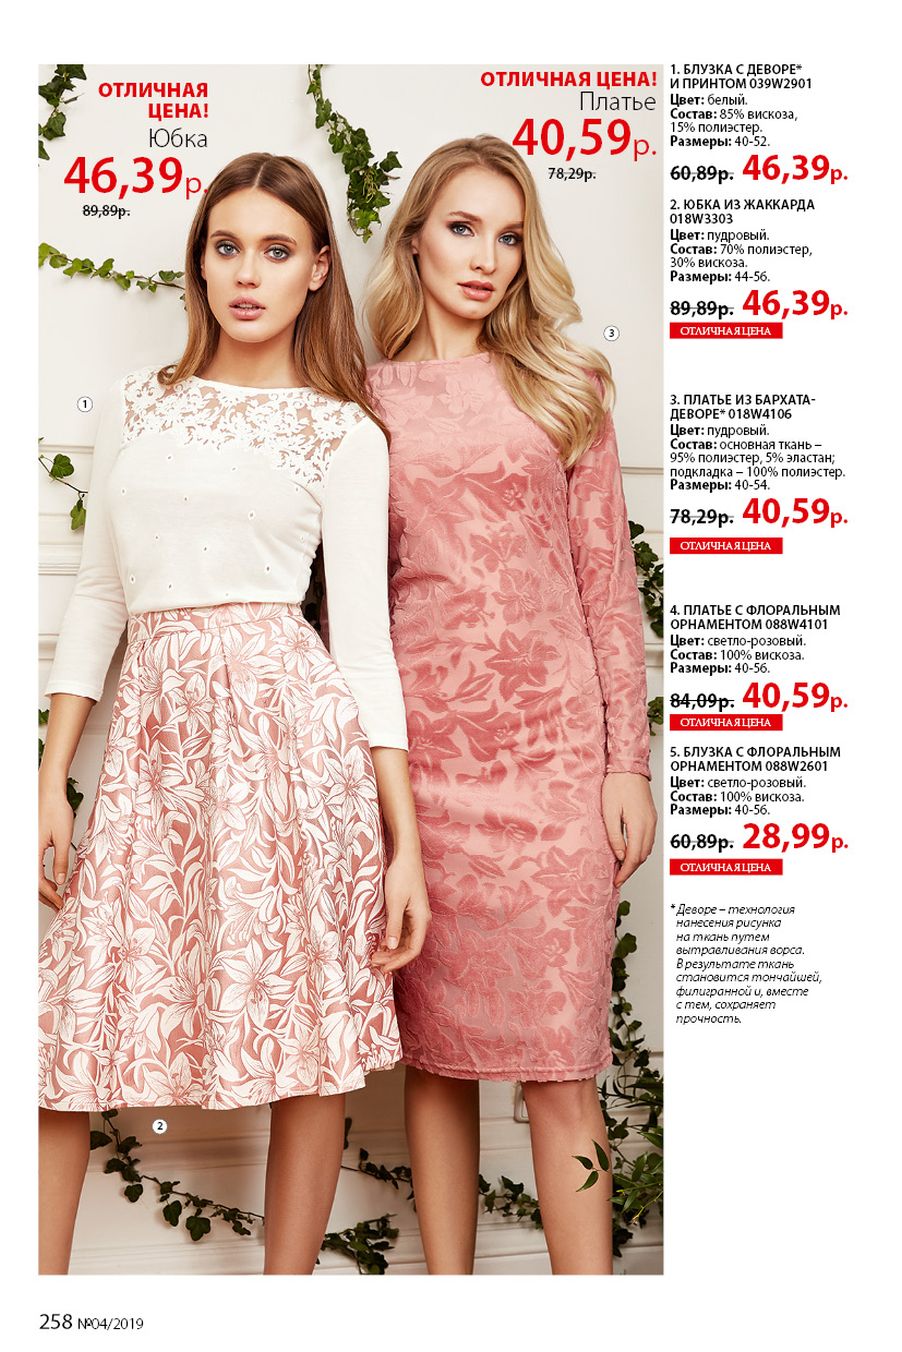 ОТЛИЧНАЯ
ЦЕНА!
Юбка
46,39р.
89,89р.
ОТЛИЧНАЯ ЦЕНА!
Платье
40,59р.
78,29р.
1
3
2
1. БЛУЗКА С ДЕВОРЕ*
И ПРИНТОМ 039W2901
Цвет: белый.
Состав: 85% вискоза,
15% полиэстер.
Размеры: 40-52.
60,89р. 46,39р.
2. ЮБКА ИЗ ЖАККАРДА
018W3303
Цвет: пудровый.
Состав: 70% полиэстер,
30% вискоза.
Размеры: 44-56.
89,89р. 46,39р.
ОТЛИЧНАЯ ЦЕНА
3. ПЛАТЬЕ ИЗ БАРХАТА-
ДЕВОРЕ* 018W4106
Цвет: пудровый.
Состав: основная ткань –
95% полиэстер, 5% эластан;
подкладка – 100% полиэстер.
Размеры: 40-54.
78,29р. 40,59р.
ОТЛИЧНАЯ ЦЕНА
4. ПЛАТЬЕ С ФЛОРАЛЬНЫМ
ОРНАМЕНТОМ 088W4101
Цвет: светло-розовый.
Состав: 100% вискоза.
Размеры: 40-56.
84,09р. 40,59р.
ОТЛИЧНАЯ ЦЕНА
5. БЛУЗКА С ФЛОРАЛЬНЫМ
ОРНАМЕНТОМ 088W2601
Цвет: светло-розовый.
Состав: 100% вискоза.
Размеры: 40-56.
60,89р. 28,99р.
ОТЛИЧНАЯ ЦЕНА
* Деворе – технология
нанесения рисунка
на ткань путем
вытравливания ворса.
В результате ткань
становится тончайшей,
филигранной и, вместе
с тем, сохраняет
прочность.
258 №04/2019